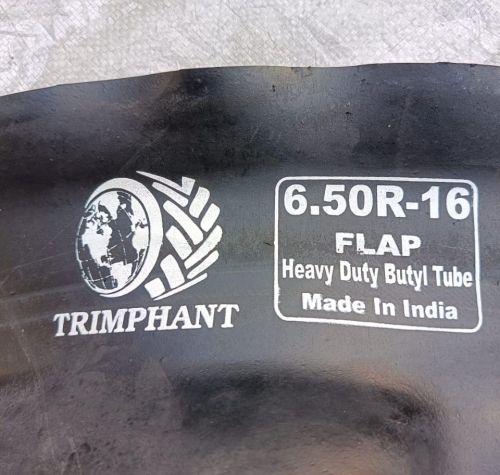 TRIMPHANT
6.50R-16
FLAP
Heavy Duty Butyl Tube
Made In India